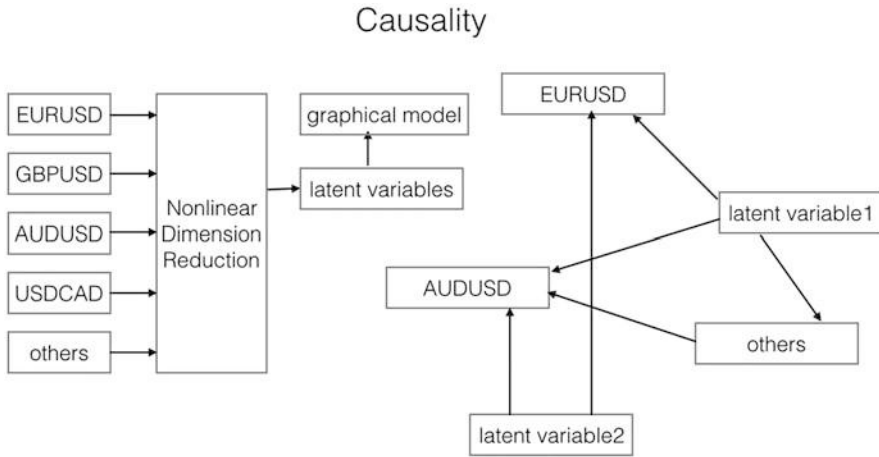 Causality
EURUSD
GBPUSD
AUDUSD
USDCAD
others
Nonlinear
Dimension
Reduction
graphical model
latent variables
EURUSD
latent variable1
AUDUSD
others
latent variable2